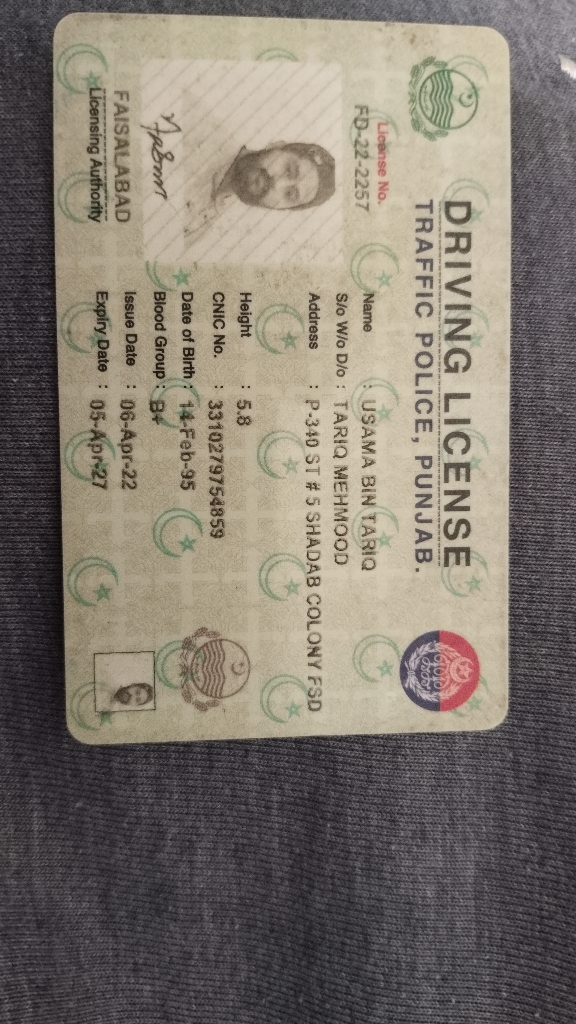 DRIVING LICENSE
TRAFFIC POLICE, PUNJAB.
License No.
FD-22-2257
Name : USAMA BIN TARIQ
S/o W/o D/o : TARIQ MEHMOOD
Address : P-340 ST # 5 SHADAB COLONY FSD
Height : 5.8
CNIC No. : 3310279754859
Date of Birth : 14-Feb-95
Blood Group : B+
Issue Date : 06-Apr-22
Expiry Date : 05-Apr-27
FAISALABAD
Licensing Authority